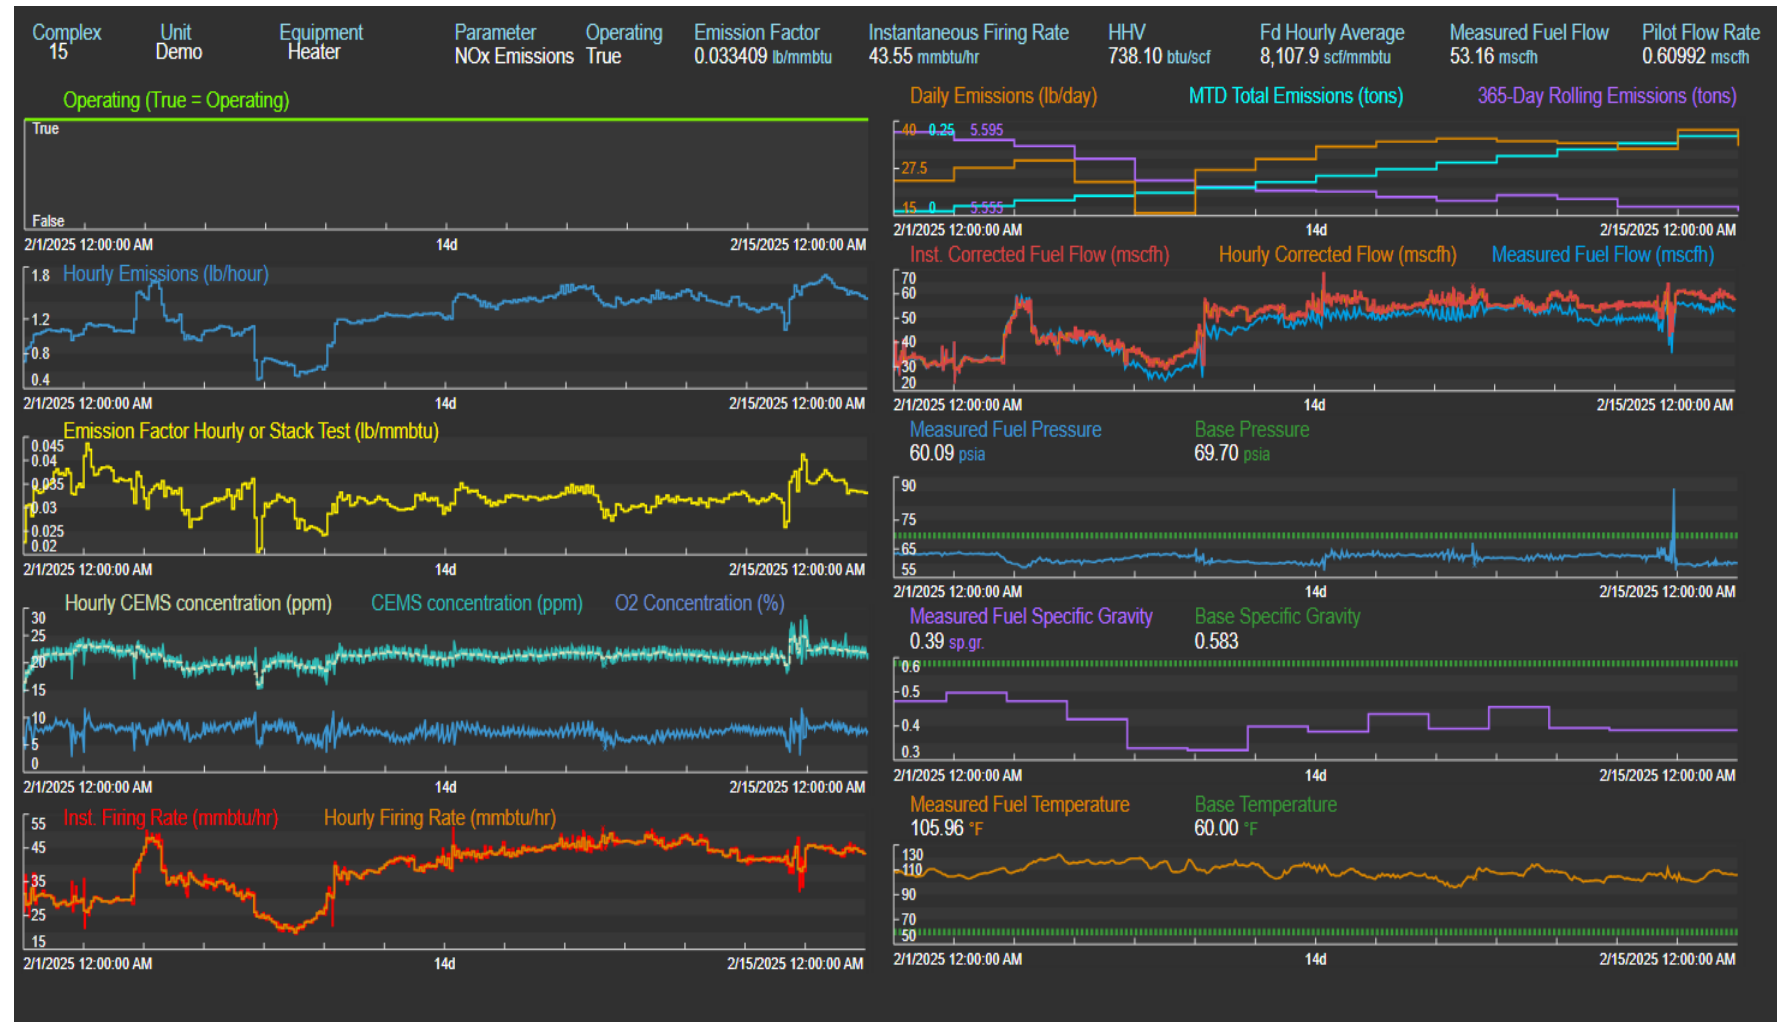 Complex Unit Equipment Parameter Operating Emission Factor Instantaneous Firing Rate HHV Fd Hourly Average Measured Fuel Flow Pilot Flow Rate
15 Demo Heater NOx Emissions True 0.033409 lb/mmbtu 43.55 mmbtu/hr 738.10 btu/scf 8,107.9 scf/mmbtu 53.16 mscfh 0.60992 mscfh
Operating (True = Operating)
True
False
2/1/2025 12:00:00 AM 14d 2/15/2025 12:00:00 AM
Hourly Emissions (lb/hour)
1.8
1.2
0.8
0.4
2/1/2025 12:00:00 AM 14d 2/15/2025 12:00:00 AM
Emission Factor Hourly or Stack Test (lb/mmbtu)
0.045
0.04
0.035
0.03
0.025
0.02
2/1/2025 12:00:00 AM 14d 2/15/2025 12:00:00 AM
Hourly CEMS concentration (ppm) CEMS concentration (ppm) O2 Concentration (%)
30
25
20
15
10
5
0
2/1/2025 12:00:00 AM 14d 2/15/2025 12:00:00 AM
Inst. Firing Rate (mmbtu/hr) Hourly Firing Rate (mmbtu/hr)
55
45
35
25
15
2/1/2025 12:00:00 AM 14d 2/15/2025 12:00:00 AM
Daily Emissions (lb/day) MTD Total Emissions (tons) 365-Day Rolling Emissions (tons)
40 0.25 5.595
27.5
15 0 5.555
2/1/2025 12:00:00 AM 14d 2/15/2025 12:00:00 AM
Inst. Corrected Fuel Flow (mscfh) Hourly Corrected Flow (mscfh) Measured Fuel Flow (mscfh)
70
60
50
40
30
20
2/1/2025 12:00:00 AM 14d 2/15/2025 12:00:00 AM
Measured Fuel Pressure Base Pressure
60.09 psia 69.70 psia
90
75
65
55
2/1/2025 12:00:00 AM 14d 2/15/2025 12:00:00 AM
Measured Fuel Specific Gravity Base Specific Gravity
0.39 sp.gr. 0.583
0.6
0.5
0.4
0.3
2/1/2025 12:00:00 AM 14d 2/15/2025 12:00:00 AM
Measured Fuel Temperature Base Temperature
105.96 °F 60.00 °F
130
110
90
70
50
2/1/2025 12:00:00 AM 14d 2/15/2025 12:00:00 AM